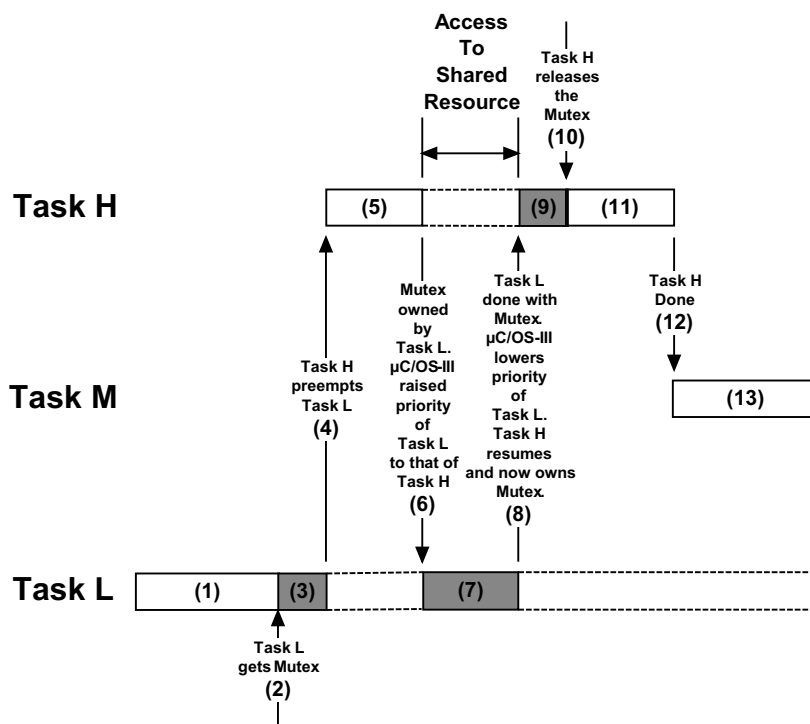 Access
To
Shared
Resource
Task H
releases
the
Mutex
(10)
Task H
(5)
(9)
(11)
Task H
preempts
Task L
(4)
Mutex
owned
by
Task L.
µC/OS-III
raised
priority
of
Task L
to that of
Task H
(6)
Task L
done with
Mutex.
µC/OS-III
lowers
priority
of
Task L.
Task H
resumes
and now owns
Mutex.
(8)
Task H
Done
(12)
Task M
(13)
Task L
(1)
(3)
(7)
Task L
gets Mutex
(2)